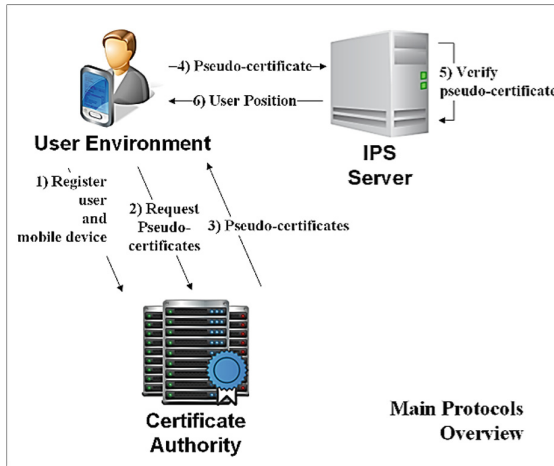 4) Pseudo-certificate
5) Verify
pseudo-certificate
6) User Position
User Environment
IPS
Server
1) Register
user
and
mobile device
2) Request
Pseudo-
certificates
3) Pseudo-certificates
Certificate
Authority
Main Protocols
Overview